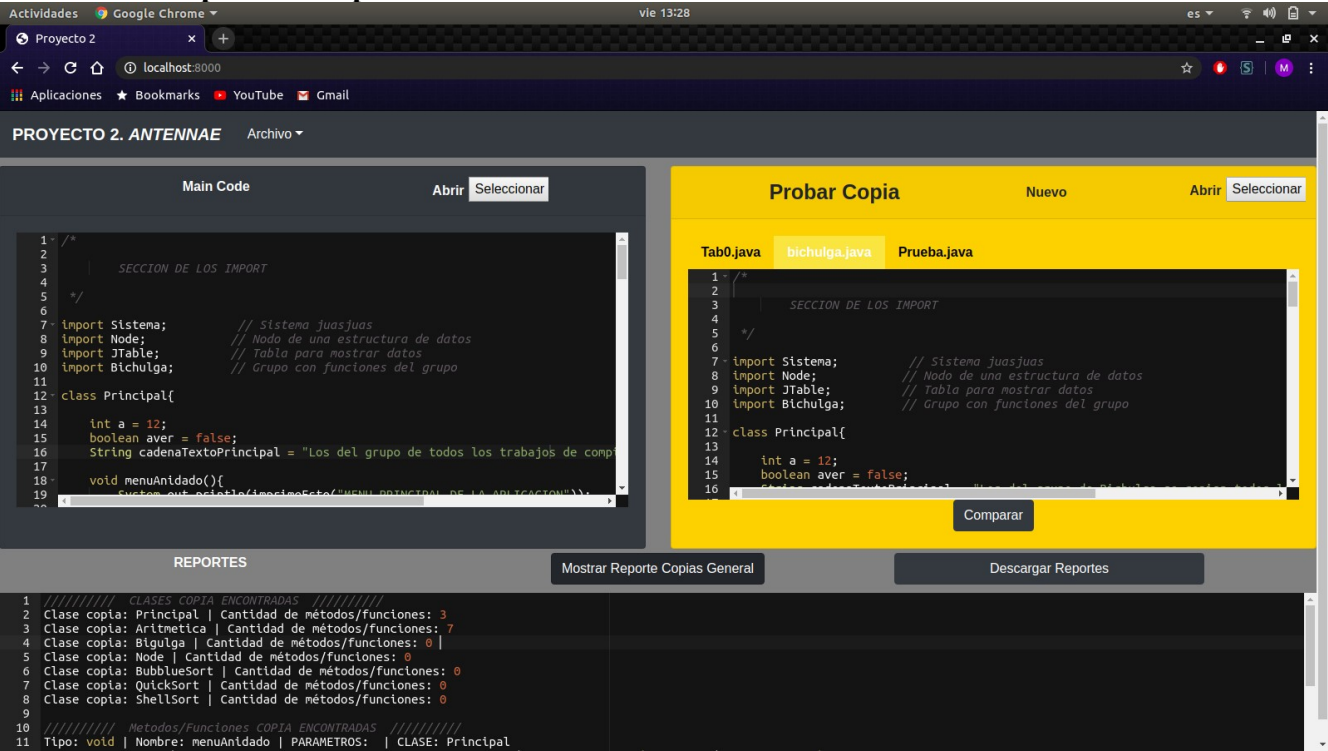 Actividades Google Chrome vie 13:28 es
Proyecto 2
localhost:8000
Aplicaciones Bookmarks YouTube Gmail
PROYECTO 2. ANTENNAE Archivo
Main Code Abrir Seleccionar
1 /*
2
3 SECCION DE LOS IMPORT
4
5 */
6
7 import Sistema; // Sistema juasjuas
8 import Node; // Nodo de una estructura de datos
9 import JTable; // Tabla para mostrar datos
10 import Bichulga; // Grupo con funciones del grupo
11
12 class Principal{
13
14 int a = 12;
15 boolean aver = false;
16 String cadenaTextoPrincipal = "Los del grupo de todos los trabajos de compi
17
18 void menuAnidado(){
19 System.out.println(imprimeEsto("MENU PRINCIPAL DE LA APLICACION"));
Probar Copia Nuevo Abrir Seleccionar
Tab0.java bichulga.java Prueba.java
1 /*
2
3 SECCION DE LOS IMPORT
4
5 */
6
7 import Sistema; // Sistema juasjuas
8 import Node; // Nodo de una estructura de datos
9 import JTable; // Tabla para mostrar datos
10 import Bichulga; // Grupo con funciones del grupo
11
12 class Principal{
13
14 int a = 12;
15 boolean aver = false;
16
Comparar
REPORTES Mostrar Reporte Copias General Descargar Reportes
1 ////////// CLASES COPIA ENCONTRADAS //////////
2 Clase copia: Principal | Cantidad de métodos/funciones: 3
3 Clase copia: Aritmetica | Cantidad de métodos/funciones: 7
4 Clase copia: Bigulga | Cantidad de métodos/funciones: 0
5 Clase copia: Node | Cantidad de métodos/funciones: 0
6 Clase copia: BubblueSort | Cantidad de métodos/funciones: 0
7 Clase copia: QuickSort | Cantidad de métodos/funciones: 0
8 Clase copia: ShellSort | Cantidad de métodos/funciones: 0
9
10 ////////// Metodos/Funciones COPIA ENCONTRADAS //////////
11 Tipo: void | Nombre: menuAnidado | PARAMETROS: | CLASE: Principal